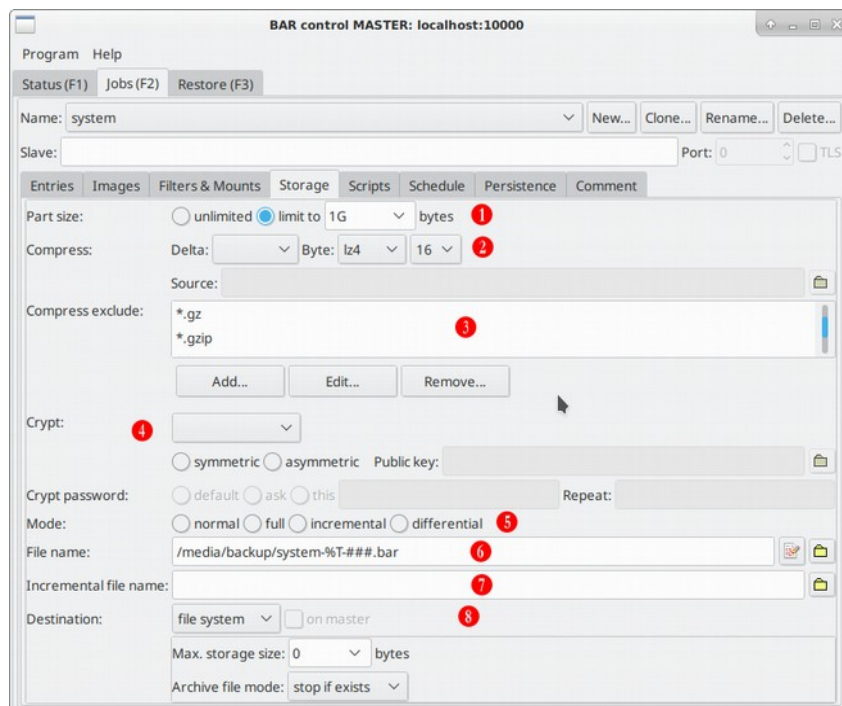 BAR control MASTER: localhost:10000
Program Help
Status (F1) Jobs (F2) Restore (F3)
Name: system New... Clone... Rename... Delete...
Slave: Port: 0 TLS
Entries Images Filters & Mounts Storage Scripts Schedule Persistence Comment
Part size: unlimited limit to 1G bytes 1
Compress: Delta: Byte: lz4 16 2
Source:
Compress exclude: *.gz
3
*.gzip
Add... Edit... Remove...
Crypt: 4
symmetric asymmetric Public key:
Crypt password: default ask this Repeat:
Mode: normal full incremental differential 5
File name: /media/backup/system-%T-###.bar 6
Incremental file name: 7
Destination: file system on master 8
Max. storage size: 0 bytes
Archive file mode: stop if exists